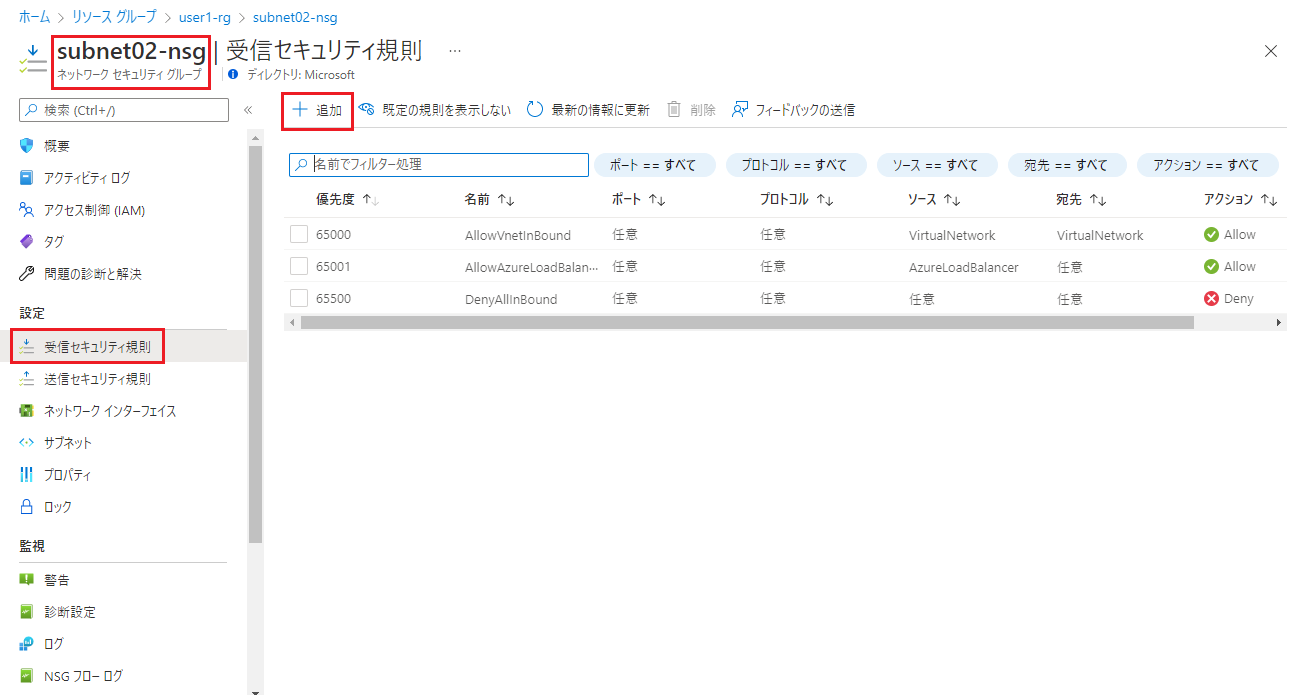 ホーム > リソース グループ > user1-rg > subnet02-nsg
subnet02-nsg | 受信セキュリティ規則 ...
ネットワーク セキュリティ グループ
ディレクトリ: Microsoft
検索 (Ctrl+/)
«
概要
アクティビティ ログ
アクセス制御 (IAM)
タグ
問題の診断と解決
設定
受信セキュリティ規則
送信セキュリティ規則
ネットワーク インターフェイス
サブネット
プロパティ
ロック
監視
警告
診断設定
ログ
NSG フロー ログ
追加 既定の規則を表示しない 最新の情報に更新 削除 フィードバックの送信
名前でフィルター処理 ポート == すべて プロトコル == すべて ソース == すべて 宛先 == すべて アクション == すべて
優先度 ↑↓ 名前 ↑↓ ポート ↑↓ プロトコル ↑↓ ソース ↑↓ 宛先 ↑↓ アクション ↑↓
65000 AllowVnetInBound 任意 任意 VirtualNetwork VirtualNetwork Allow
65001 AllowAzureLoadBalan... 任意 任意 AzureLoadBalancer 任意 Allow
65500 DenyAllInBound 任意 任意 任意 任意 Deny